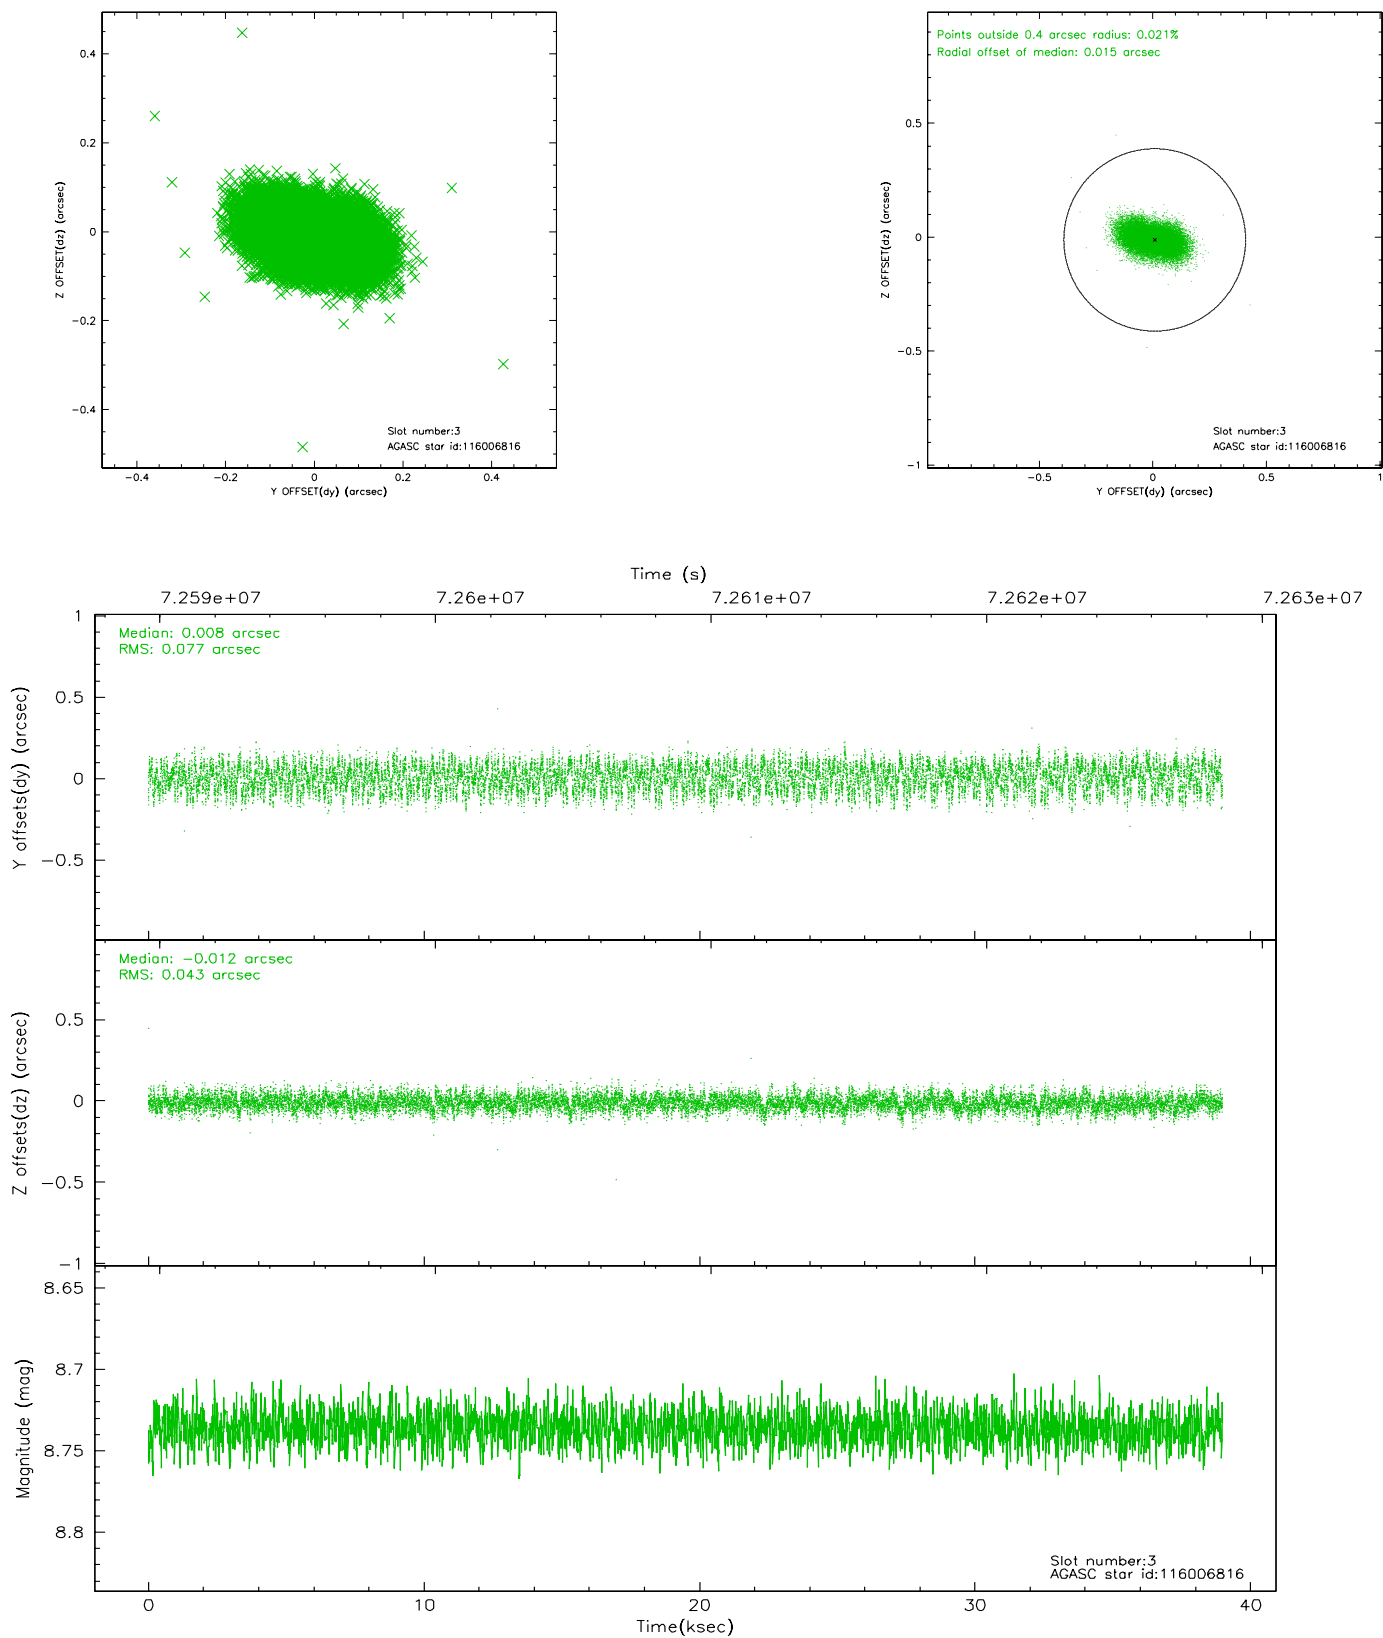 0.4
0.2
0
−0.2
−0.4
Z OFFSET(dz) (arcsec)
−0.4
−0.2
0
0.2
0.4
Y OFFSET(dy) (arcsec)
Slot number:3
AGASC star id:116006816
Points outside 0.4 arcsec radius: 0.021%
Radial offset of median: 0.015 arcsec
0.5
0
−0.5
−1
Z OFFSET(dz) (arcsec)
−0.5
0
0.5
1
Y OFFSET(dy) (arcsec)
Slot number:3
AGASC star id:116006816
Time (s)
7.259e+07
7.26e+07
7.261e+07
7.262e+07
7.263e+07
Median: 0.008 arcsec
RMS: 0.077 arcsec
1
0.5
0
−0.5
Y offsets(dy) (arcsec)
Median: −0.012 arcsec
RMS: 0.043 arcsec
0.5
0
−0.5
−1
Z offsets(dz) (arcsec)
8.65
8.7
8.75
8.8
Magnitude (mag)
Slot number:3
AGASC star id:116006816
0
10
20
30
40
Time(ksec)